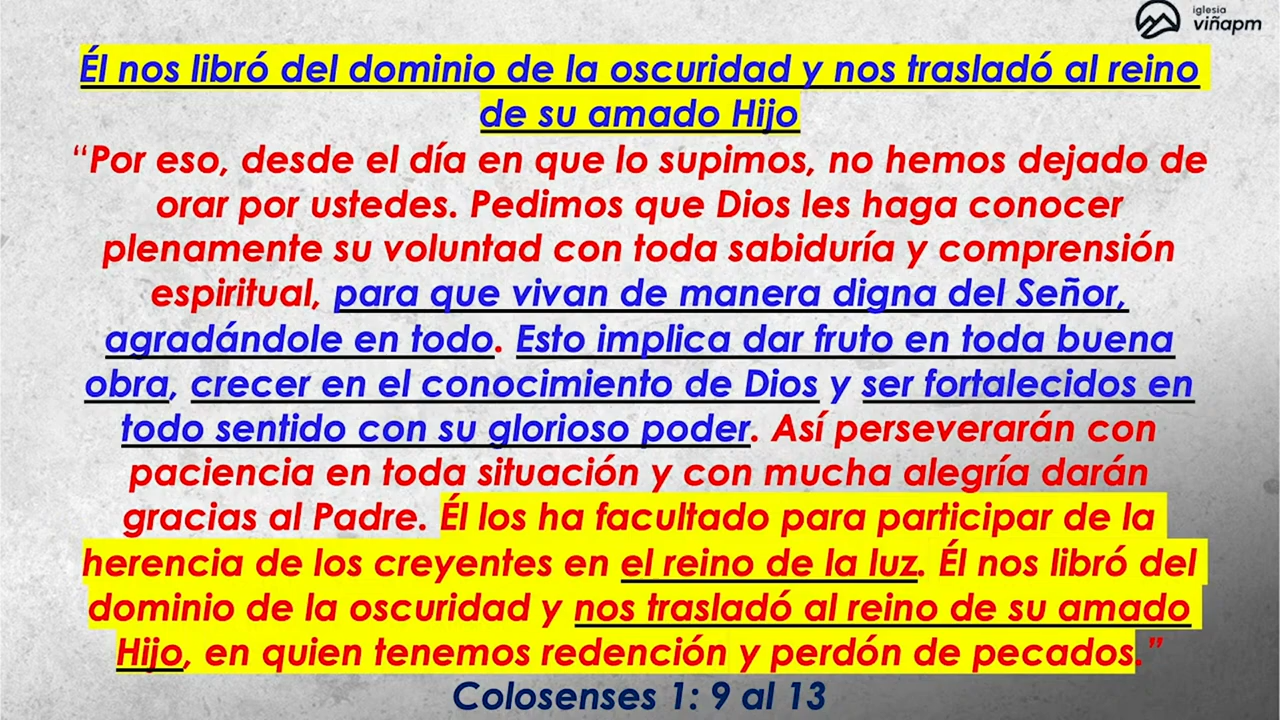 iglesia
viñapm
Él nos libró del dominio de la oscuridad y nos trasladó al reino
de su amado Hijo
“Por eso, desde el día en que lo supimos, no hemos dejado de
orar por ustedes. Pedimos que Dios les haga conocer
plenamente su voluntad con toda sabiduría y comprensión
espiritual, para que vivan de manera digna del Señor,
agradándole en todo. Esto implica dar fruto en toda buena
obra, crecer en el conocimiento de Dios y ser fortalecidos en
todo sentido con su glorioso poder. Así perseverarán con
paciencia en toda situación y con mucha alegría darán
gracias al Padre. Él los ha facultado para participar de la
herencia de los creyentes en el reino de la luz. Él nos libró del
dominio de la oscuridad y nos trasladó al reino de su amado
Hijo, en quien tenemos redención y perdón de pecados.”
Colosenses 1: 9 al 13